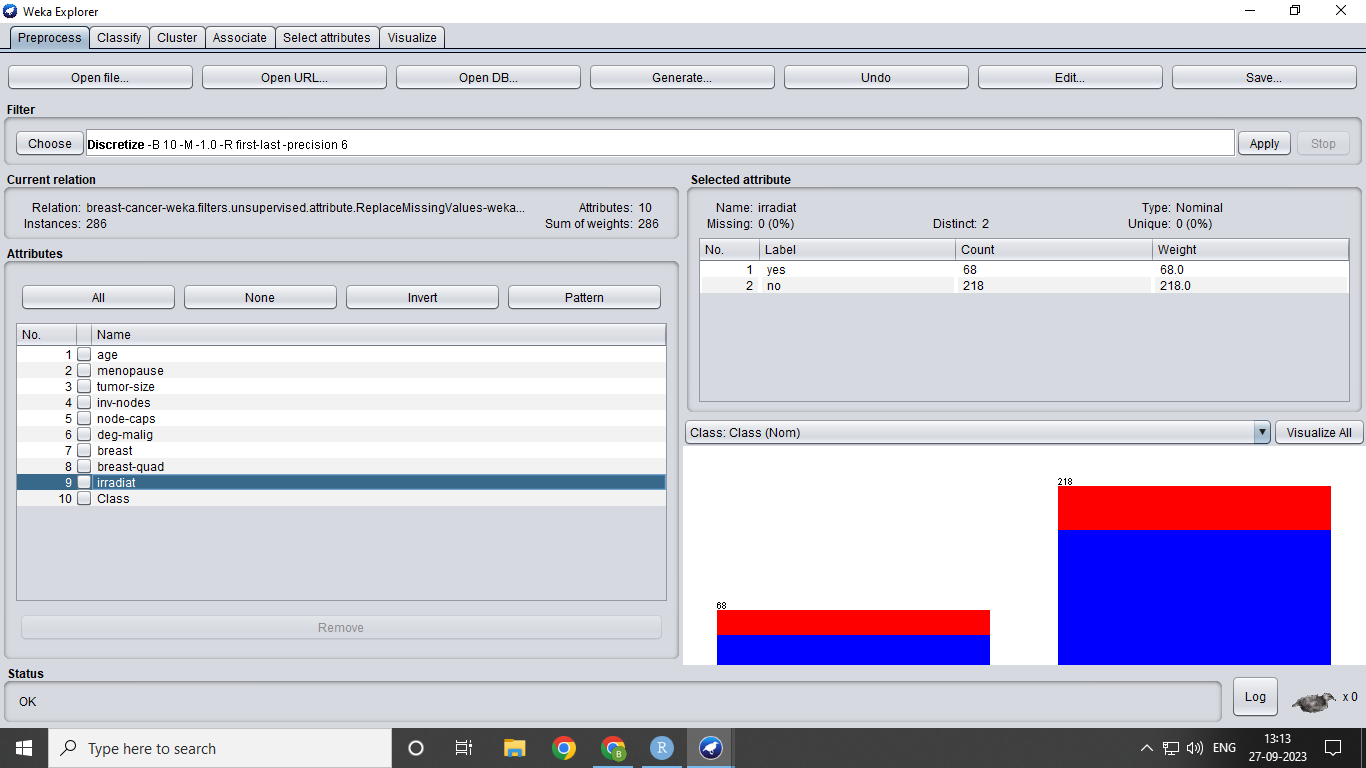 Weka Explorer
Preprocess Classify Cluster Associate Select attributes Visualize
Open file... Open URL... Open DB... Generate... Undo Edit... Save...
Filter
Choose Discretize -B 10 -M -1.0 -R first-last -precision 6 Apply Stop
Current relation
Relation: breast-cancer-weka.filters.unsupervised.attribute.ReplaceMissingValues-weka... Attributes: 10
Instances: 286 Sum of weights: 286
Attributes
All None Invert Pattern
No. Name
1 age
2 menopause
3 tumor-size
4 inv-nodes
5 node-caps
6 deg-malig
7 breast
8 breast-quad
9 irradiat
10 Class
Remove
Selected attribute
Name: irradiat Type: Nominal
Missing: 0 (0%) Distinct: 2 Unique: 0 (0%)
No. Label Count Weight
1 yes 68 68.0
2 no 218 218.0
Class: Class (Nom) Visualize All
218
68
Status
OK
Log x 0
Type here to search
B
R
ENG
13:13
27-09-2023